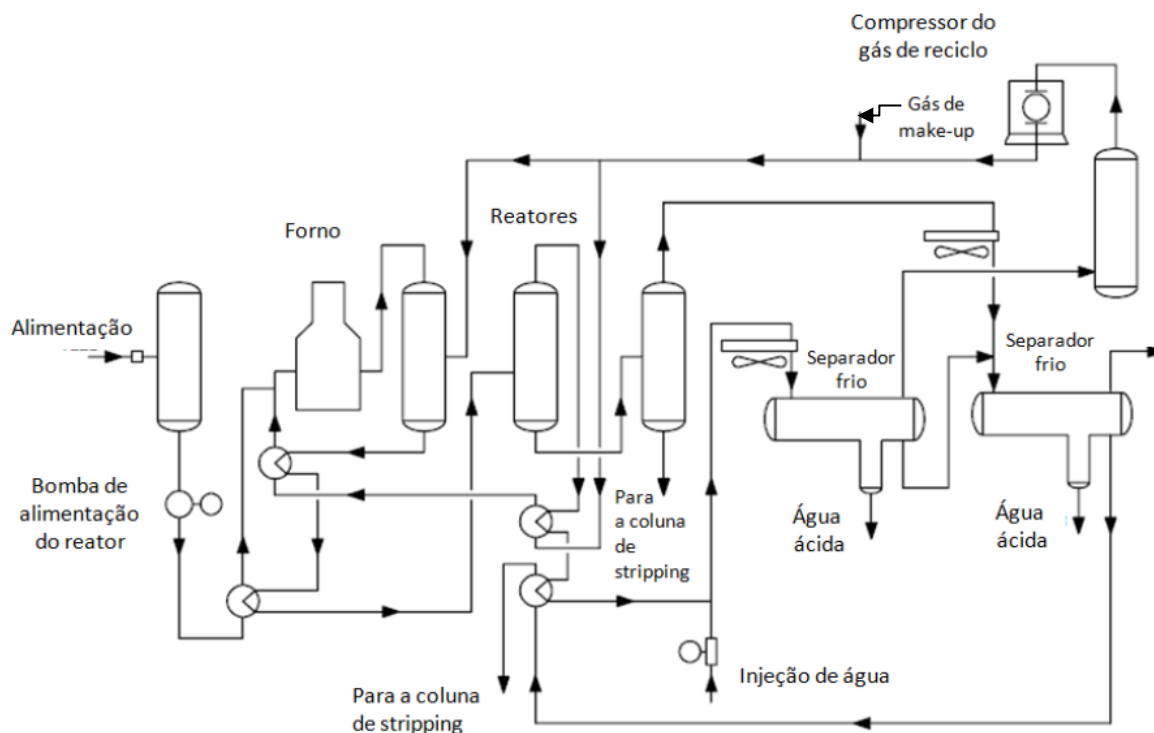 Compressor do
gás de reciclo
Gás de
make-up
Reatores
Forno
Alimentação
Separador
frio
Separador
frio
Bomba de
alimentação
do reator
Para
a coluna
de
stripping
Água
ácida
Água
ácida
Injeção de água
Para a coluna
de stripping